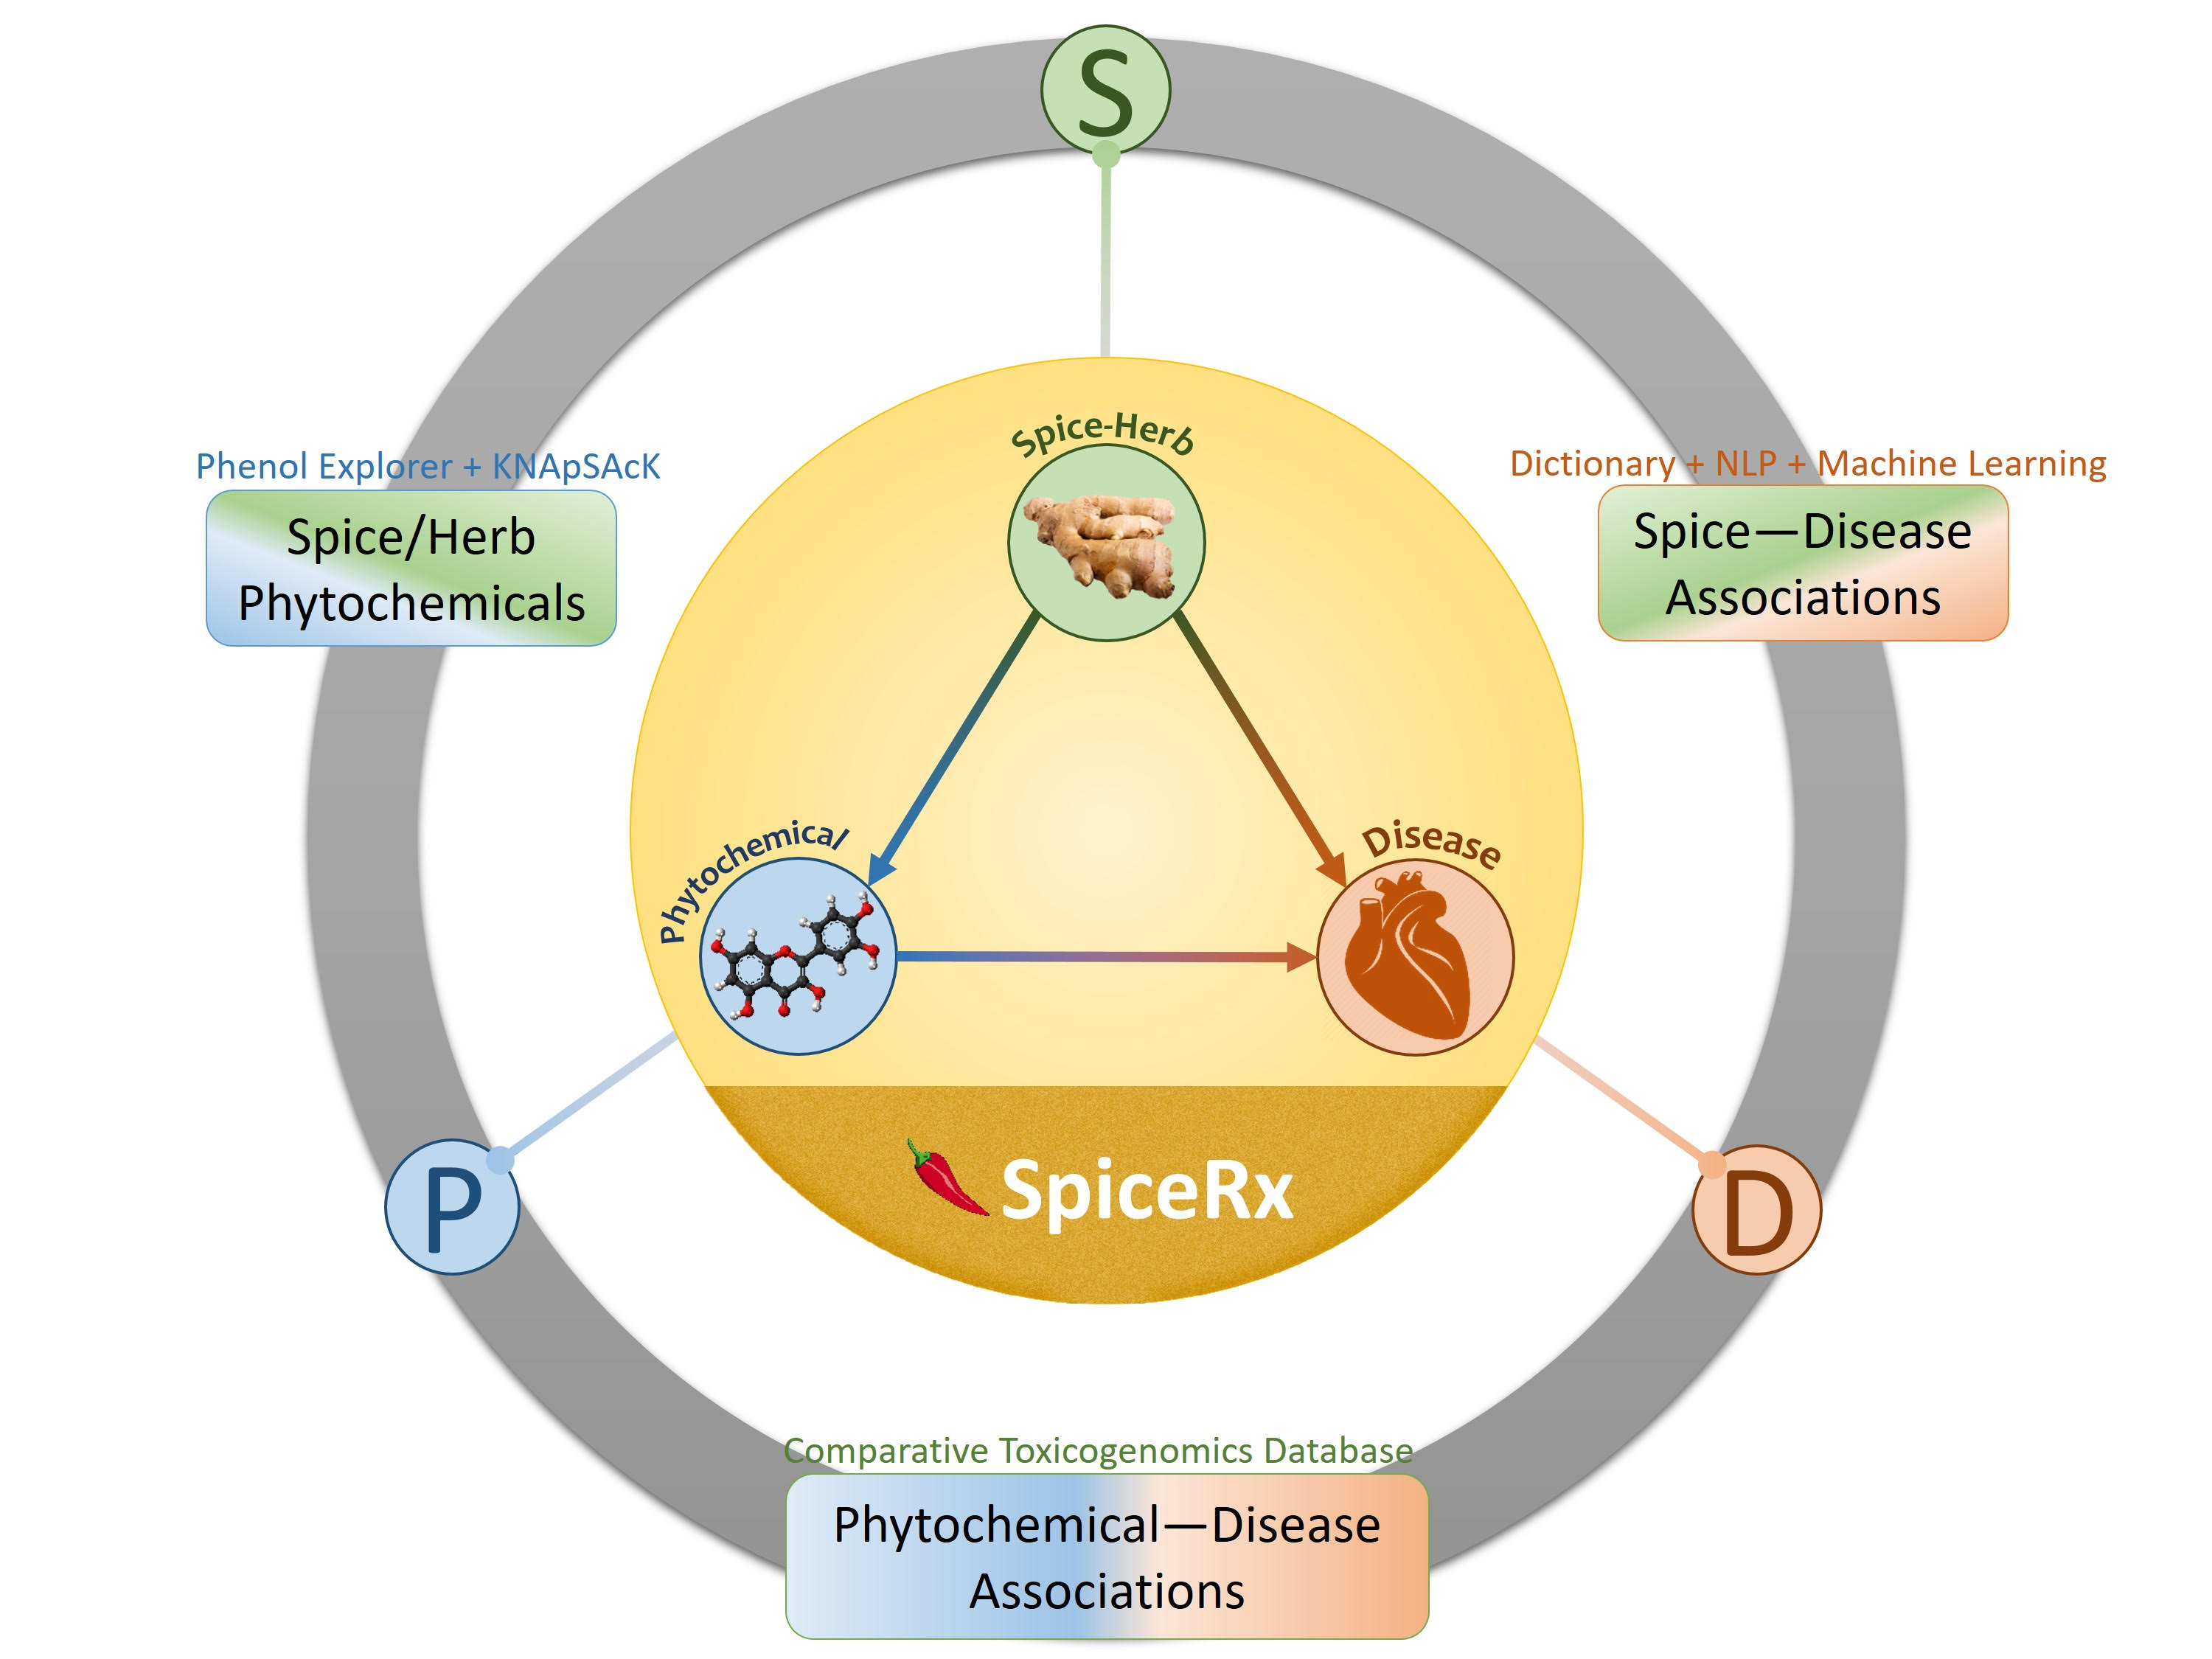 S
Spice-Herb
Phenol Explorer + KNApSAcK
Spice/Herb
Phytochemicals
Dictionary + NLP + Machine Learning
Spice—Disease
Associations
Phytochemical
Disease
P
SpiceRx
D
Comparative Toxicogenomics Database
Phytochemical—Disease
Associations